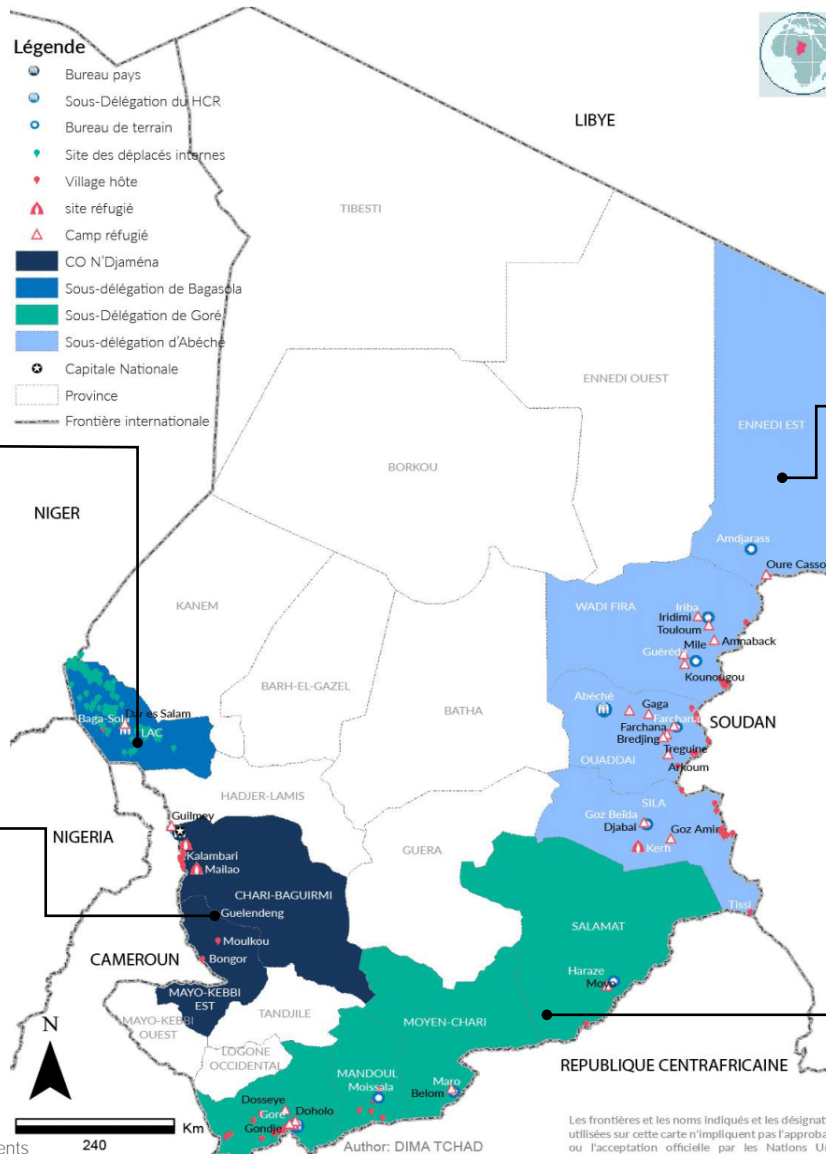 Légende
Bureau pays
Sous-Délégation du HCR
Bureau de terrain
Site des déplacés internes
Village hôte
site réfugié
Camp réfugié
CO N'Djaména
Sous-délégation de Bagasola
Sous-Délégation de Goré
Sous-délégation d'Abéché
Capitale Nationale
Province
Frontière internationale
LIBYE
TIBESTI
ENNEDI OUEST
ENNEDI EST
BORKOU
NIGER
Amdjarass
Oure Casso
KANEM
WADI FIRA
Iriba
Iridimi
Touloum
Mile
Amnaback
Guéréda
Kounoungou
BARH-EL-GAZEL
BATHA
Abéché
Gaga
Farchana
Farchana
Bredjing
SOUDAN
Treguine
OUADDAI
Arkoum
Dar es Salam
Baga-Sola
LAC
HADJER-LAMIS
SILA
Goz Beïda
Djabal
Goz Amir
Kerfi
Guilmey
NIGERIA
Kalambari
Mailao
GUERA
CHARI-BAGUIRMI
Guelendeng
Tissi
SALAMAT
Moulkou
CAMEROUN
Bongor
Haraze
Moyo
MAYO-KEBBI
EST
MAYO-KEBBI
OUEST
TANDJILE
MOYEN-CHARI
N
LOGONE
OCCIDENTAL
REPUBLIQUE CENTRAFRICAINE
MANDOUL
Moissala
Maro
Belom
Dosseye
Goré
Doholo
Gondje
Km
240
ents
Author: DIMA TCHAD
Les frontières et les noms indiqués et les désignat
utilisées sur cette carte n'impliquent pas l'approba
ou l'acceptation officielle par les Nations Un